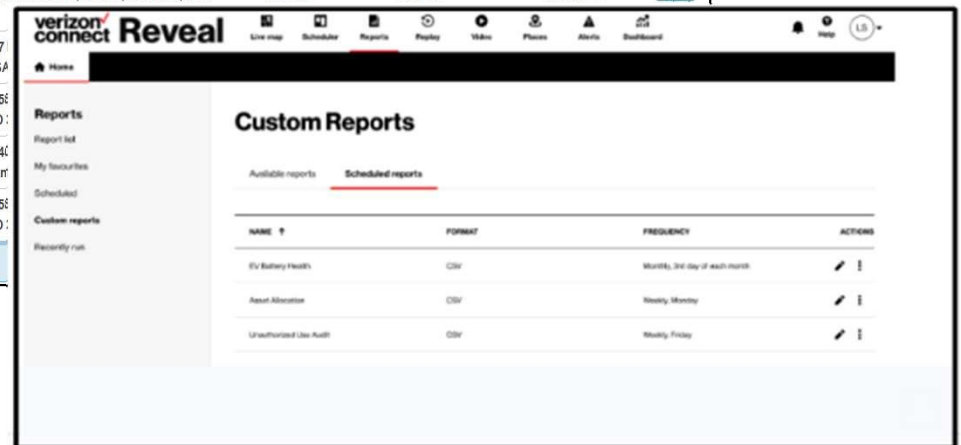 verizon
connect Reveal
Live map Scheduler Reports Replay Video Places Alerts Dashboard Help LS
Home
Reports
Report list
My favourites
Scheduled
Custom reports
Recently run
Custom Reports
Available reports Scheduled reports
NAME ↑ FORMAT FREQUENCY ACTIONS
EV Battery Health CSV Monthly, 3rd day of each month
Asset Allocation CSV Weekly, Monday
Unauthorized Use Audit CSV Weekly, Friday